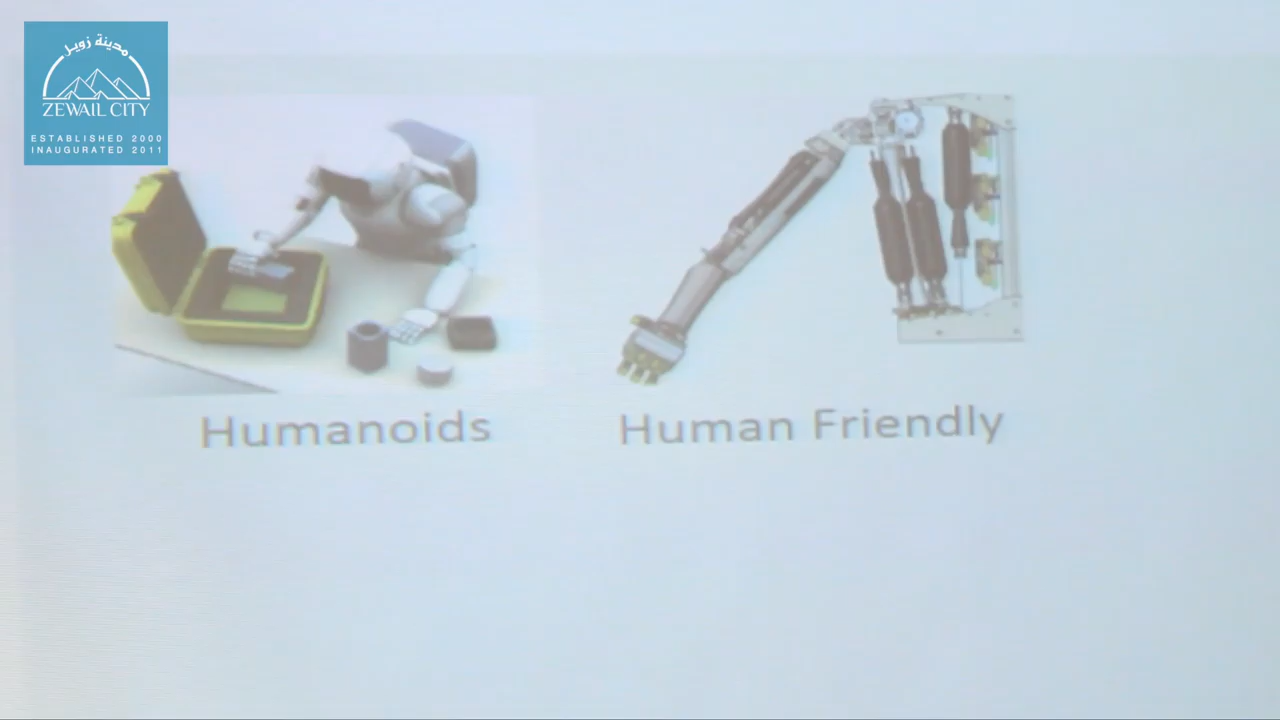 مدينة زويل
ZEWAIL CITY
ESTABLISHED 2000
INAUGURATED 2011
Humanoids
Human Friendly